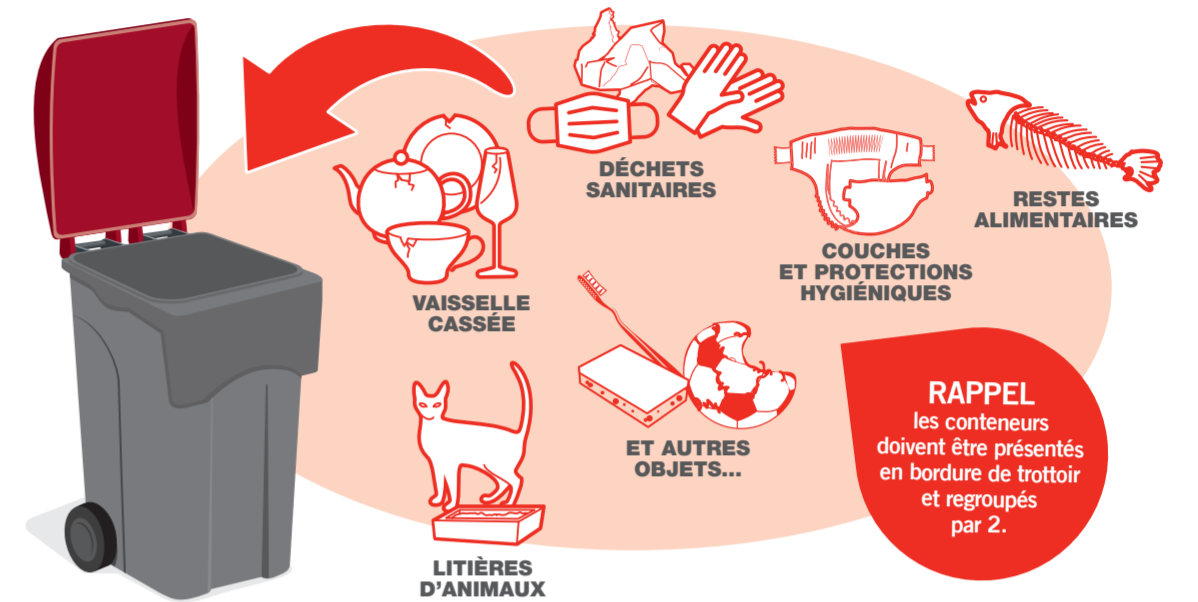 DÉCHETS
SANITAIRES
RESTES
ALIMENTAIRES
COUCHES
ET PROTECTIONS
HYGIÉNIQUES
VAISSELLE
CASSÉE
ET AUTRES
OBJETS...
LITIÈRES
D'ANIMAUX
RAPPEL
les conteneurs
doivent être présentés
en bordure de trottoir
et regroupés
par 2.